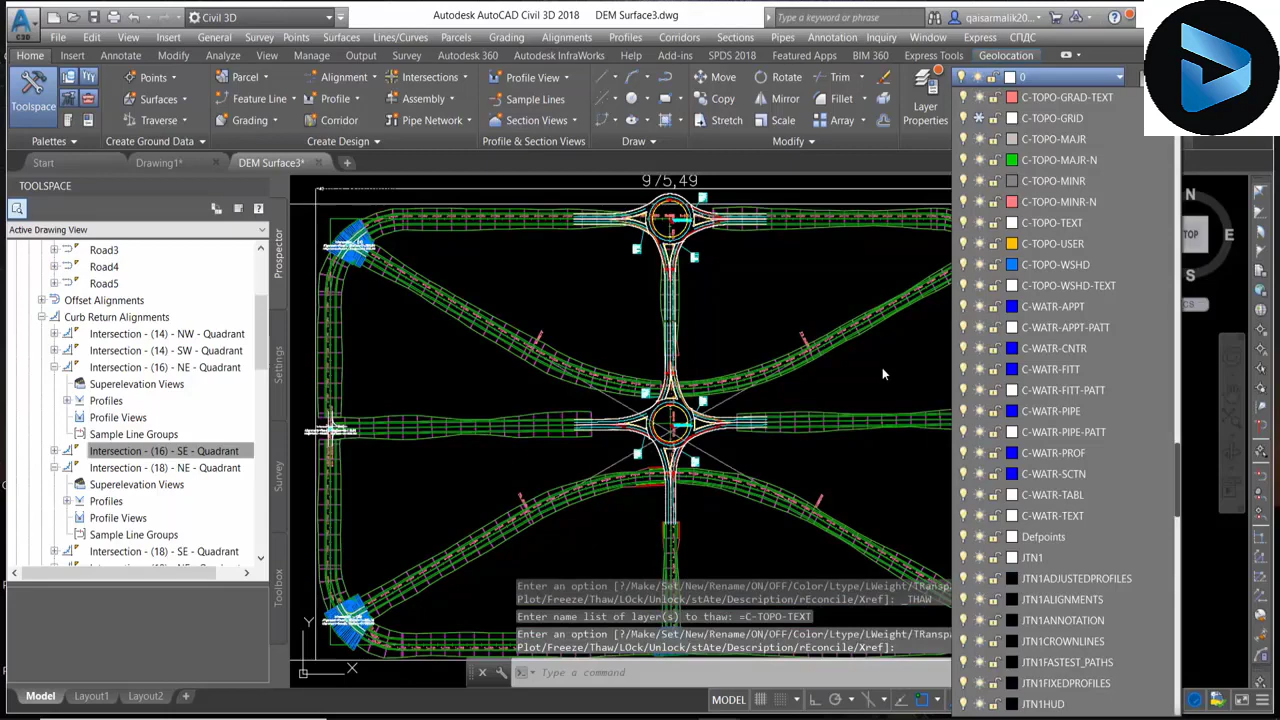 C3D
Civil 3D
Autodesk AutoCAD Civil 3D 2018 DEM Surface3.dwg
Type a keyword or phrase
qaisarmalik20...
File Edit View Insert General Survey Points Surfaces Lines/Curves Parcels Grading Alignments Profiles Corridors Sections Pipes Annotation Inquiry Window Express СПДС
Home Insert Annotate Modify Analyze View Manage Output Survey Autodesk 360 Autodesk InfraWorks Help Add-ins SPDS 2018 Featured Apps BIM 360 Express Tools Geolocation
Toolspace
Points
Surfaces
Traverse
Parcel
Feature Line
Grading
Alignment
Profile
Corridor
Intersections
Assembly
Pipe Network
Profile View
Sample Lines
Section Views
Move
Copy
Stretch
Rotate
Mirror
Scale
Trim
Fillet
Array
Layer
Properties
0
Palettes
Create Ground Data
Create Design
Profile & Section Views
Draw
Modify
Start
Drawing1*
DEM Surface3*
TOOLSPACE
Active Drawing View
Road3
Road4
Road5
Offset Alignments
Curb Return Alignments
Intersection - (14) - NW - Quadrant
Intersection - (14) - SW - Quadrant
Intersection - (16) - NE - Quadrant
Superelevation Views
Profiles
Profile Views
Sample Line Groups
Intersection - (16) - SE - Quadrant
Intersection - (18) - NE - Quadrant
Superelevation Views
Profiles
Profile Views
Sample Line Groups
Intersection - (18) - SE - Quadrant
Prospector
Settings
Survey
Toolbox
975,49
Y
X
C-TOPO-GRAD-TEXT
C-TOPO-GRID
C-TOPO-MAJR
C-TOPO-MAJR-N
C-TOPO-MINR
C-TOPO-MINR-N
C-TOPO-TEXT
C-TOPO-USER
C-TOPO-WSHD
C-TOPO-WSHD-TEXT
C-WATR-APPT
C-WATR-APPT-PATT
C-WATR-CNTR
C-WATR-FITT
C-WATR-FITT-PATT
C-WATR-PIPE
C-WATR-PIPE-PATT
C-WATR-PROF
C-WATR-SCTN
C-WATR-TABL
C-WATR-TEXT
Defpoints
JTN1
JTN1ADJUSTEDPROFILES
JTN1ALIGNMENTS
JTN1ANNOTATION
JTN1CROWNLINES
JTN1FASTEST_PATHS
JTN1FIXEDPROFILES
JTN1HUD
N
TOP
E
S
CS
Enter an option [?/Make/Set/New/Rename/ON/OFF/Color/Ltype/LWeight/TRansp
Plot/Freeze/Thaw/LOck/Unlock/stAte/Description/rEconcile/Xref]: _THAW
Enter name list of layer(s) to thaw: =C-TOPO-TEXT
Enter an option [?/Make/Set/New/Rename/ON/OFF/Color/Ltype/LWeight/TRansp
Plot/Freeze/Thaw/LOck/Unlock/stAte/Description/rEconcile/Xref]:
Type a command
Model
Layout1
Layout2
MODEL